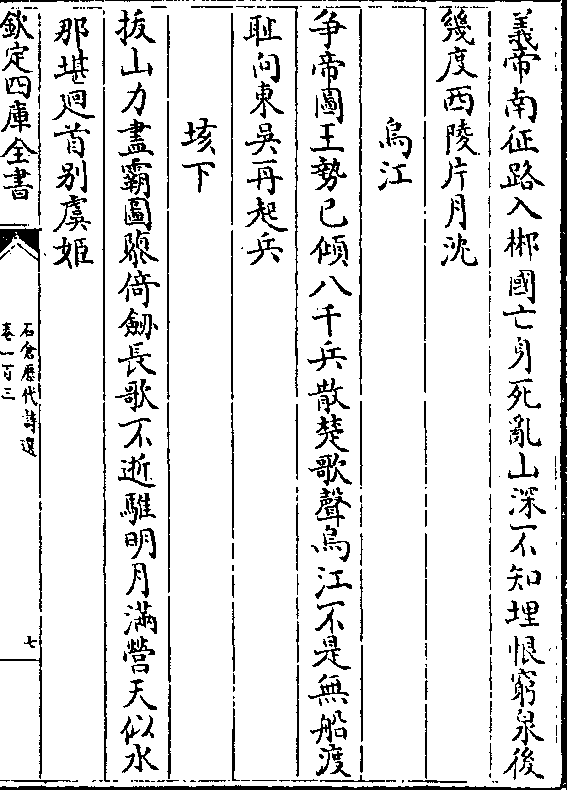 義帝南征路入郴國亡身死亂山深不知埋恨窮泉後
幾度西陵片月沈
烏江
爭帝圖王勢已傾八千兵散楚歌聲烏江不是無船渡
耻向東吳再起兵
垓下
拔山力盡霸圖隳倚劒長歌不逝騅明月滿營天似水
那堪迴首别虞姬
欽定四庫全書
石倉歷代詩選
卷一百三
七